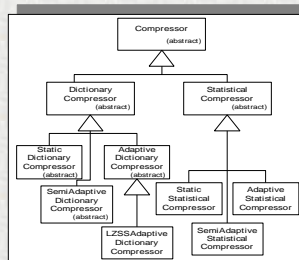 Compressor
(abstract)
Dictionary
Compressor
(abstract)
Statistical
Compressor
(abstract)
Static
Dictionary
Compressor
(abstract)
Adaptive
Dictionary
Compressor
(abstract)
SemiAdaptive
Dictionary
Compressor
(abstract)
Static
Statistical
Compressor
Adaptive
Statistical
Compressor
LZSSAdaptive
Dictionary
Compressor
SemiAdaptive
Statistical
Compressor